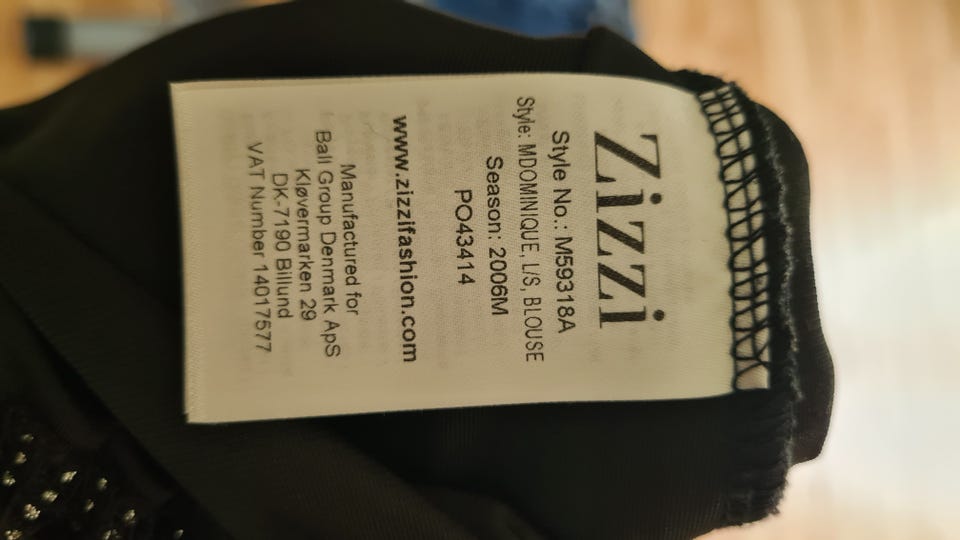 Zizzi
Style No.: M59318A
Style: MDOMINIQUE, L/S, BLOUSE
Season: 2006M
PO43414
www.zizzifashion.com
Manufactured for
Ball Group Denmark ApS
Kløvermarken 29
DK.7190 Billund
VAT Number 14017577